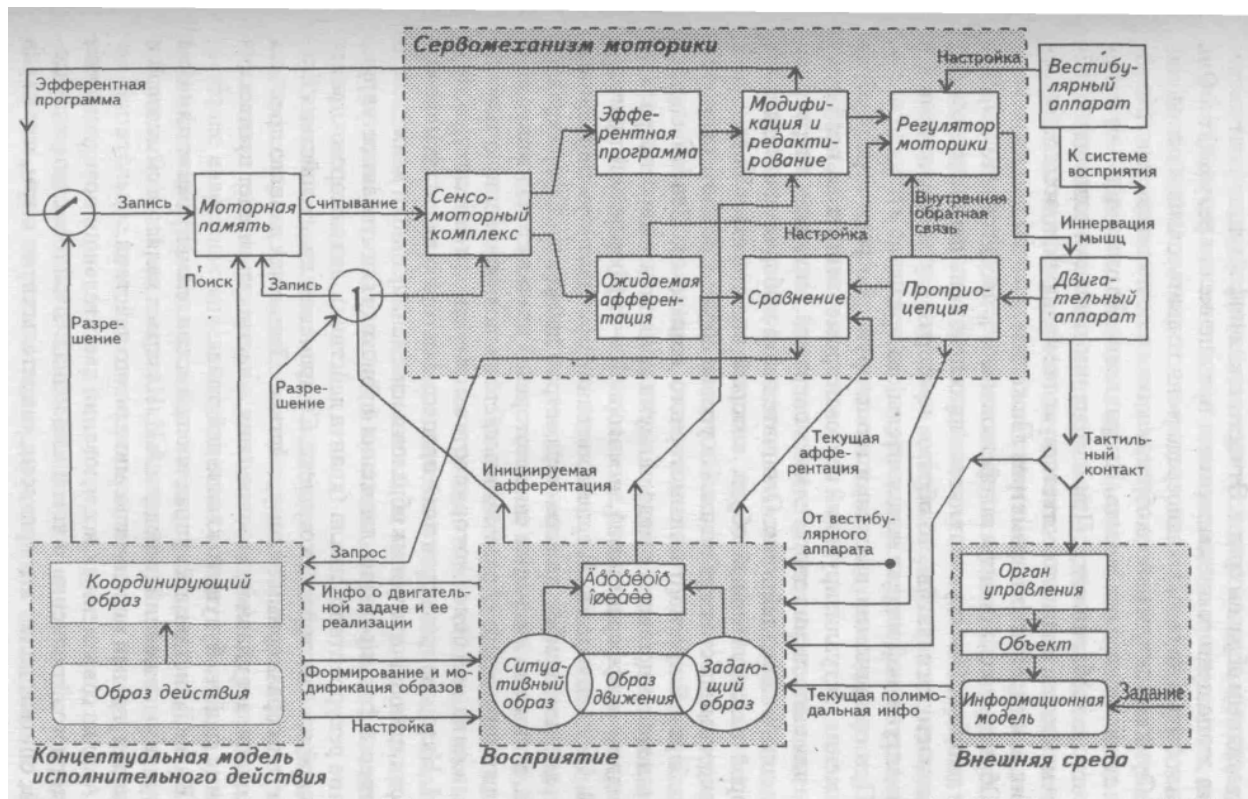 Сервомеханизм моторики
Эфферентная
программа
Настройка
Вестибу-
лярный
аппарат
Эффе-
рентная
программа
Модифи-
кация и
редакти-
рование
Регулятор
моторики
К системе
восприятия
Запись
Моторная
память
Считывание
Сенсо-
моторный
комплекс
Внутренняя
обратная
связь
Настройка
Иннервация
мышц
Поиск
Запись
Ожидаемая
афферен-
тация
Сравнение
Проприо-
цепция
Двига-
тельный
аппарат
Разре-
шение
Разре-
шение
Инициируемая
афферентация
Текущая
аффе-
рентация
Тактиль-
ный
контакт
От вестибу-
лярного
аппарата
Запрос
Координирующий
образ
Инфо о двигатель-
ной задаче и ее
реализации
Орган
управления
Объект
Образ действия
Формирование и мо-
дификация образов
Настройка
Ситуа-
тивный
образ
Образ
движения
Задаю-
щий
образ
Текущая полимо-
дальная инфо
Информационная
модель
Задание
Концептуальная модель
исполнительного действия
Восприятие
Внешняя среда